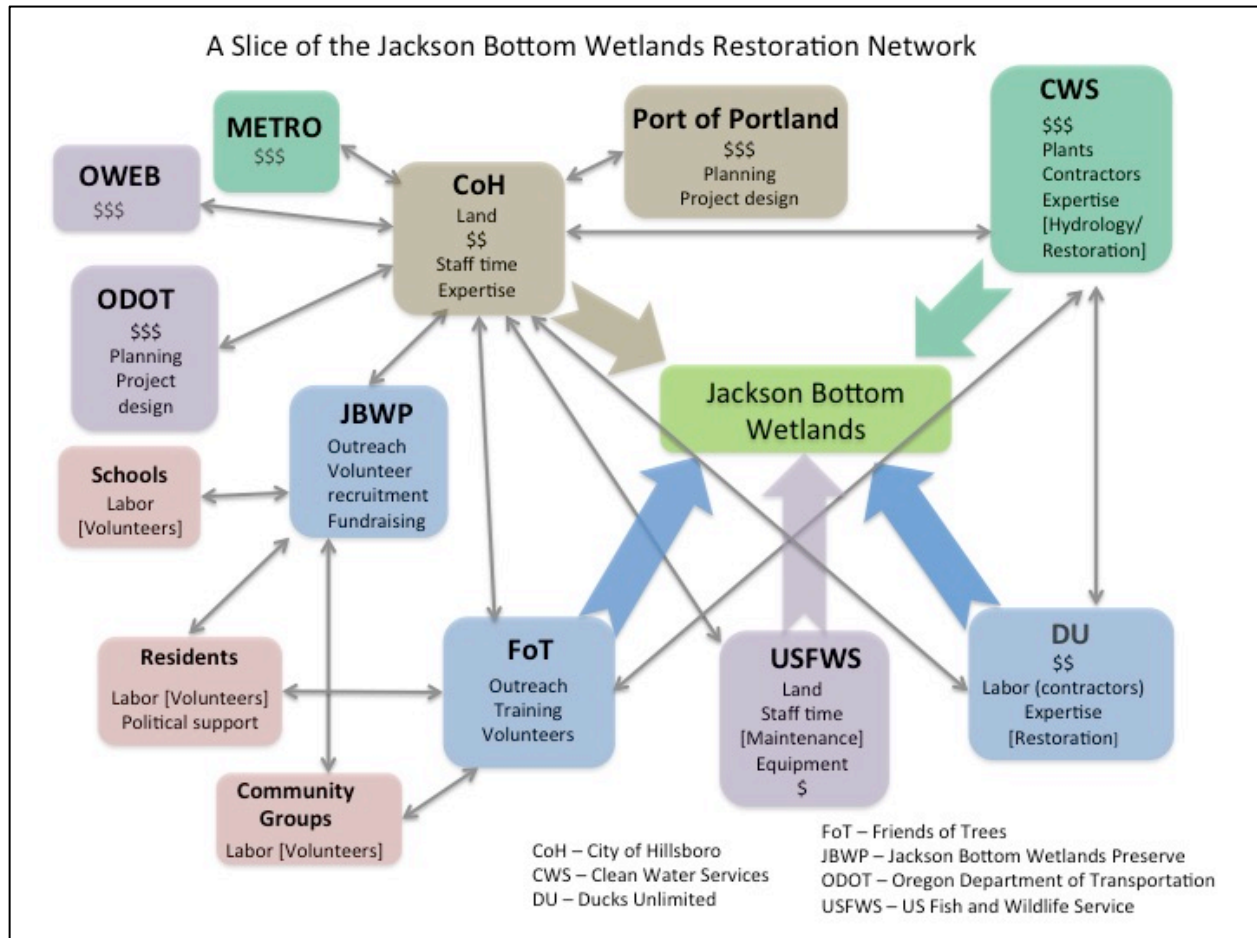 A Slice of the Jackson Bottom Wetlands Restoration Network
METRO
$$$
OWEB
$$$
ODOT
$$$
Planning
Project
design
CoH
Land
$$
Staff time
Expertise
Port of Portland
$$$
Planning
Project design
CWS
$$$
Plants
Contractors
Expertise
[Hydrology/
Restoration]
Jackson Bottom
Wetlands
JBWP
Outreach
Volunteer
recruitment
Fundraising
Schools
Labor
[Volunteers]
Residents
Labor [Volunteers]
Political support
Community
Groups
Labor [Volunteers]
FoT
Outreach
Training
Volunteers
USFWS
Land
Staff time
[Maintenance]
Equipment
$
DU
$$
Labor (contractors)
Expertise
[Restoration]
CoH – City of Hillsboro
CWS – Clean Water Services
DU – Ducks Unlimited
FoT – Friends of Trees
JBWP – Jackson Bottom Wetlands Preserve
ODOT – Oregon Department of Transportation
USFWS – US Fish and Wildlife Service